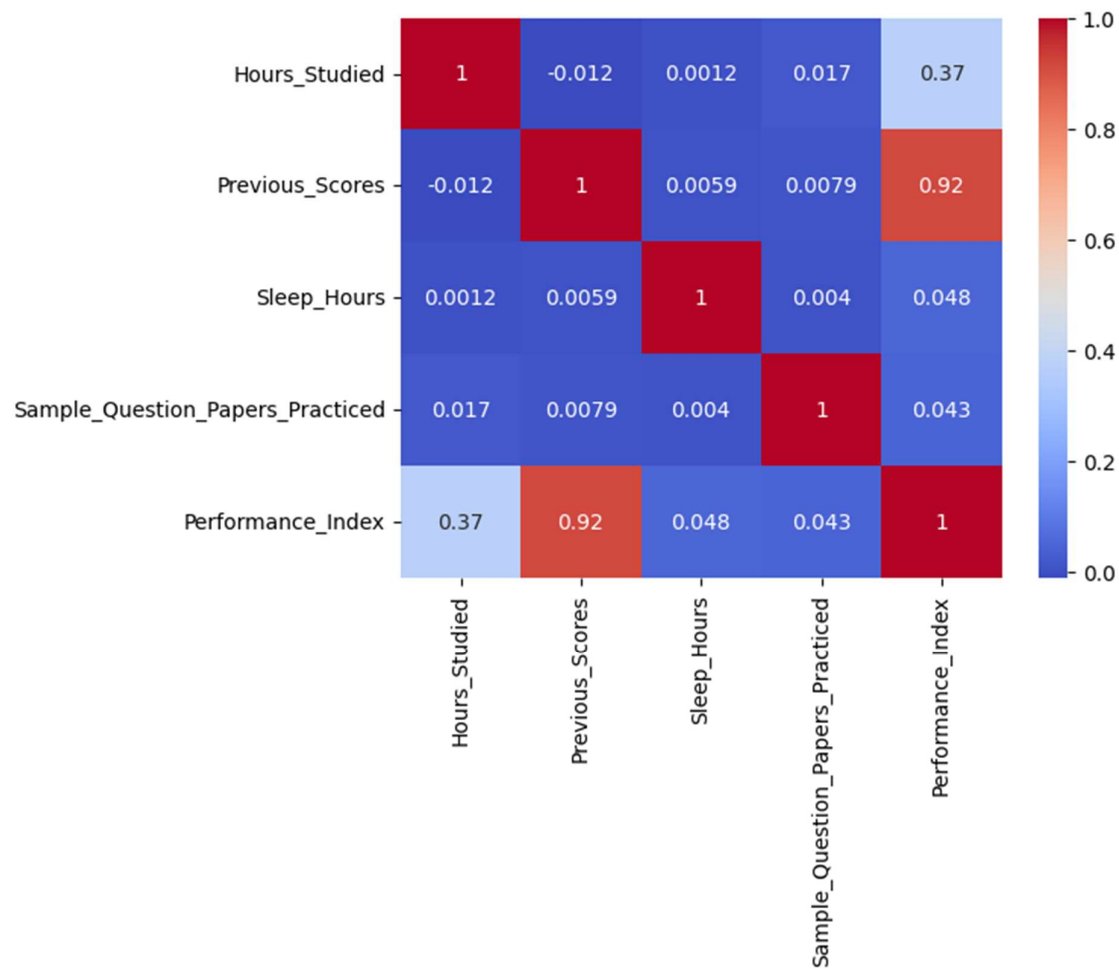 Hours_Studied 1 -0.012 0.0012 0.017 0.37
Previous_Scores -0.012 1 0.0059 0.0079 0.92
Sleep_Hours 0.0012 0.0059 1 0.004 0.048
Sample_Question_Papers_Practiced 0.017 0.0079 0.004 1 0.043
Performance_Index 0.37 0.92 0.048 0.043 1
Hours_Studied
Previous_Scores
Sleep_Hours
Sample_Question_Papers_Practiced
Performance_Index
1.0
0.8
0.6
0.4
0.2
0.0